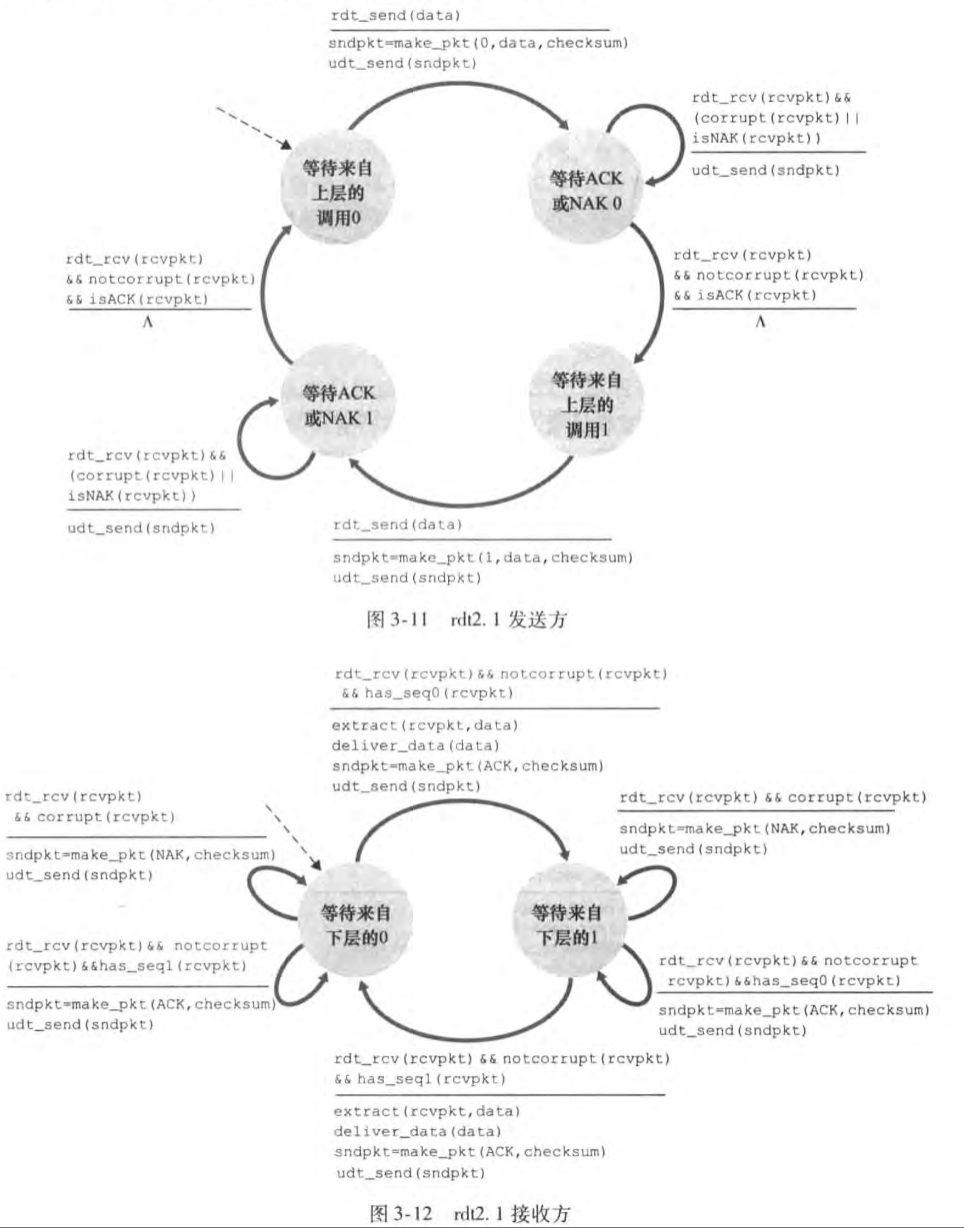 rdt_send(data)
sndpkt=make_pkt(0,data,checksum)
udt_send(sndpkt)
rdt_rcv(rcvpkt)&&
(corrupt(rcvpkt)||
isNAK(rcvpkt))
udt_send(sndpkt)
等待来自
上层的
调用0
等待ACK
或NAK 0
rdt_rcv(rcvpkt)
&&notcorrupt(rcvpkt)
&&isACK(rcvpkt)
Λ
rdt_rcv(rcvpkt)
&&notcorrupt(rcvpkt)
&&isACK(rcvpkt)
Λ
等待ACK
或NAK 1
等待来自
上层的
调用1
rdt_rcv(rcvpkt)&&
(corrupt(rcvpkt)||
isNAK(rcvpkt))
udt_send(sndpkt)
rdt_send(data)
sndpkt=make_pkt(1,data,checksum)
udt_send(sndpkt)
图 3-11 rdt2.1 发送方
rdt_rcv(rcvpkt)&&notcorrupt(rcvpkt)
&&has_seq0(rcvpkt)
extract(rcvpkt,data)
deliver_data(data)
sndpkt=make_pkt(ACK,checksum)
udt_send(sndpkt)
rdt_rcv(rcvpkt)
&&corrupt(rcvpkt)
sndpkt=make_pkt(NAK,checksum)
udt_send(sndpkt)
rdt_rcv(rcvpkt)&&corrupt(rcvpkt)
sndpkt=make_pkt(NAK,checksum)
udt_send(sndpkt)
等待来自
下层的0
等待来自
下层的1
rdt_rcv(rcvpkt)&& notcorrupt
(rcvpkt)&&has_seq1(rcvpkt)
sndpkt=make_pkt(ACK,checksum)
udt_send(sndpkt)
rdt_rcv(rcvpkt)&&notcorrupt
rcvpkt)&&has_seq0(rcvpkt)
sndpkt=make_pkt(ACK,checksum)
udt_send(sndpkt)
rdt_rcv(rcvpkt)&&notcorrupt(rcvpkt)
&&has_seq1(rcvpkt)
extract(rcvpkt,data)
deliver_data(data)
sndpkt=make_pkt(ACK,checksum)
udt_send(sndpkt)
图 3-12 rdt2.1 接收方